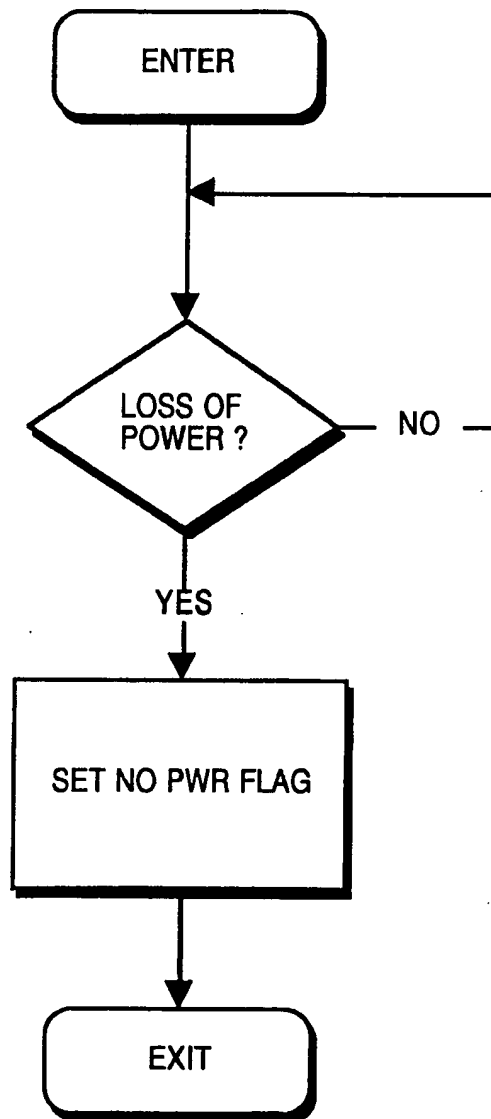 ENTER
LOSS OF
POWER ?
NO
YES
SET NO PWR FLAG
EXIT